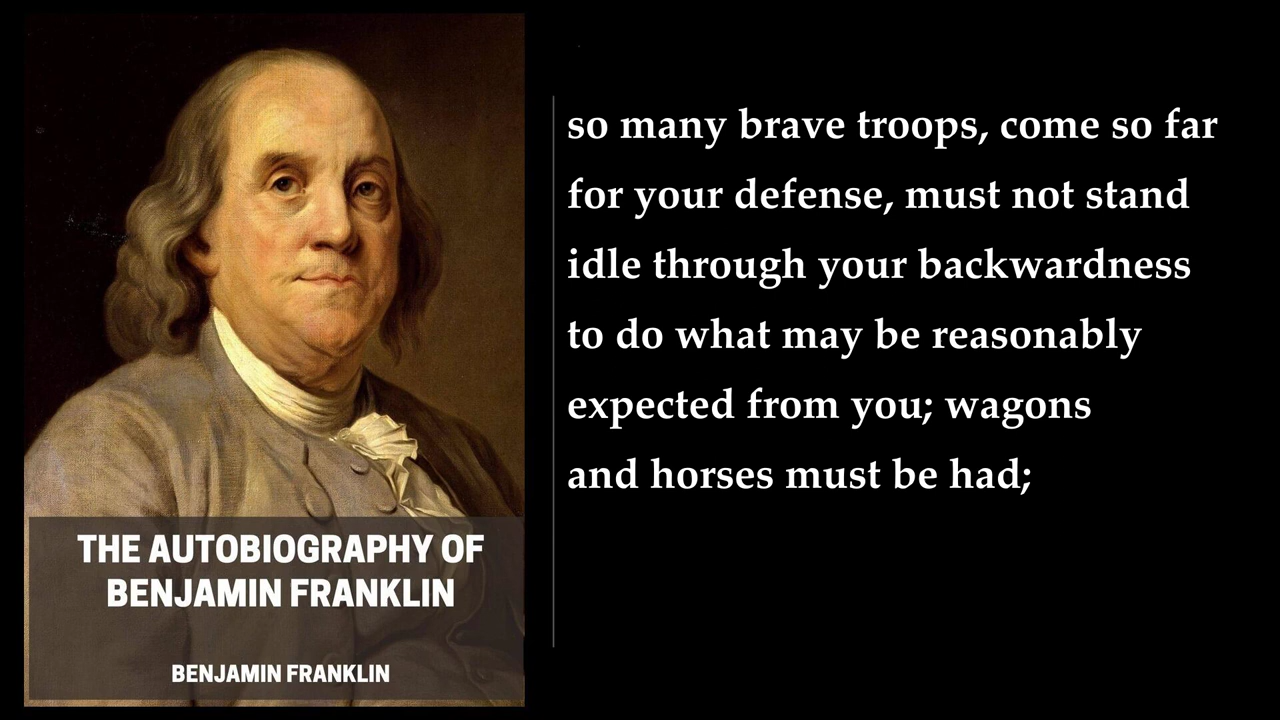 so many brave troops, come so far
for your defense, must not stand
idle through your backwardness
to do what may be reasonably
expected from you; wagons
and horses must be had;
THE AUTOBIOGRAPHY OF
BENJAMIN FRANKLIN
BENJAMIN FRANKLIN